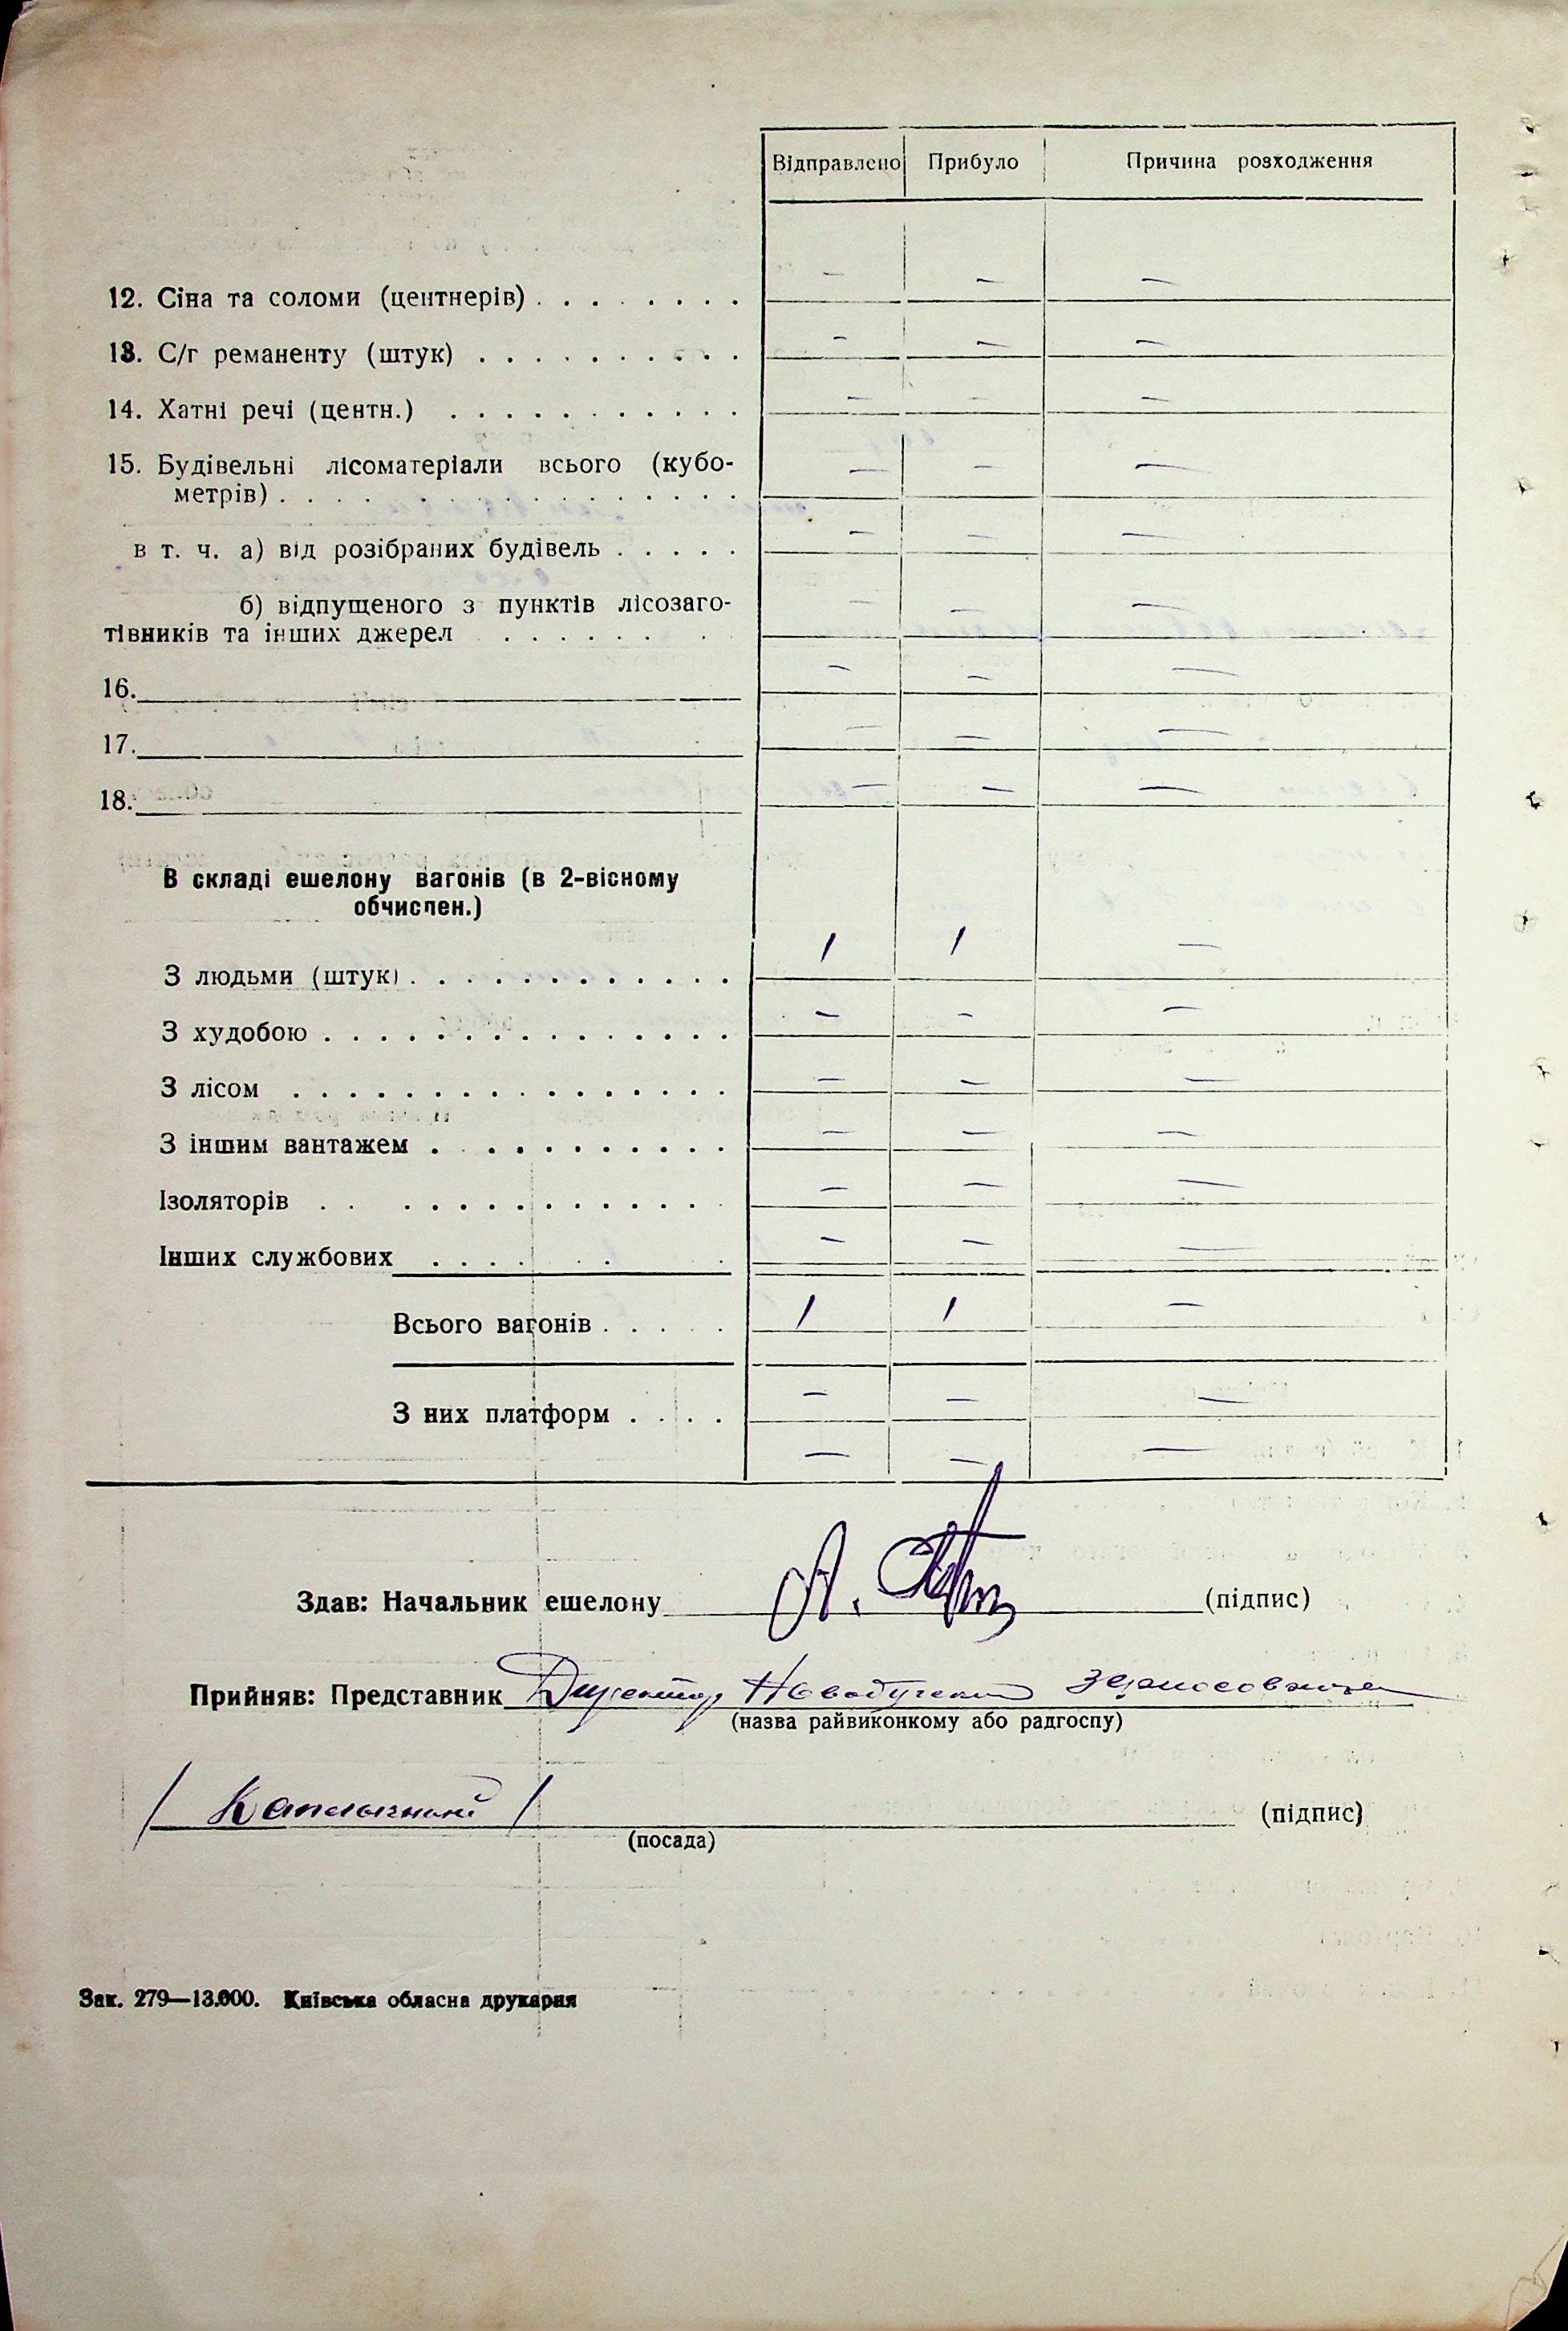 Відправлено Прибуло Причина розходження
12. Сіна та соломи (центнерів) . . . . . . . . — — —
13. С/г реманенту (штук) . . . . . . . . . . — — —
14. Хатні речі (центн.) . . . . . . . . . . . — — —
15. Будівельні лісоматеріали всього (кубо-
метрів) . . . . . . . . . . . . . . . . — — —
в т. ч. а) від розібраних будівель . . . . . — — —
б) відпущеного з пунктів лісозаго-
тівників та інших джерел . . . . . . . — — —
16. — — —
17. — — —
18. — — —
В складі ешелону вагонів (в 2-вісному
обчислен.)
З людьми (штук) . . . . . . . . . . . . 1 1 —
З худобою . . . . . . . . . . . . . . . — — —
З лісом . . . . . . . . . . . . . . . . — — —
З іншим вантажем . . . . . . . . . . . — — —
Ізоляторів . . . . . . . . . . . . . — — —
Інших службових . . . . . . . — — —
Всього вагонів . . . . . 1 1 —
З них платформ . . . . — — —
— — —
Здав: Начальник ешелону (підпис)
Прийняв: Представник Директор
(назва райвиконкому або радгоспу)
(підпис)
(посада)
Зак. 279—13.000. Київська обласна друкарня